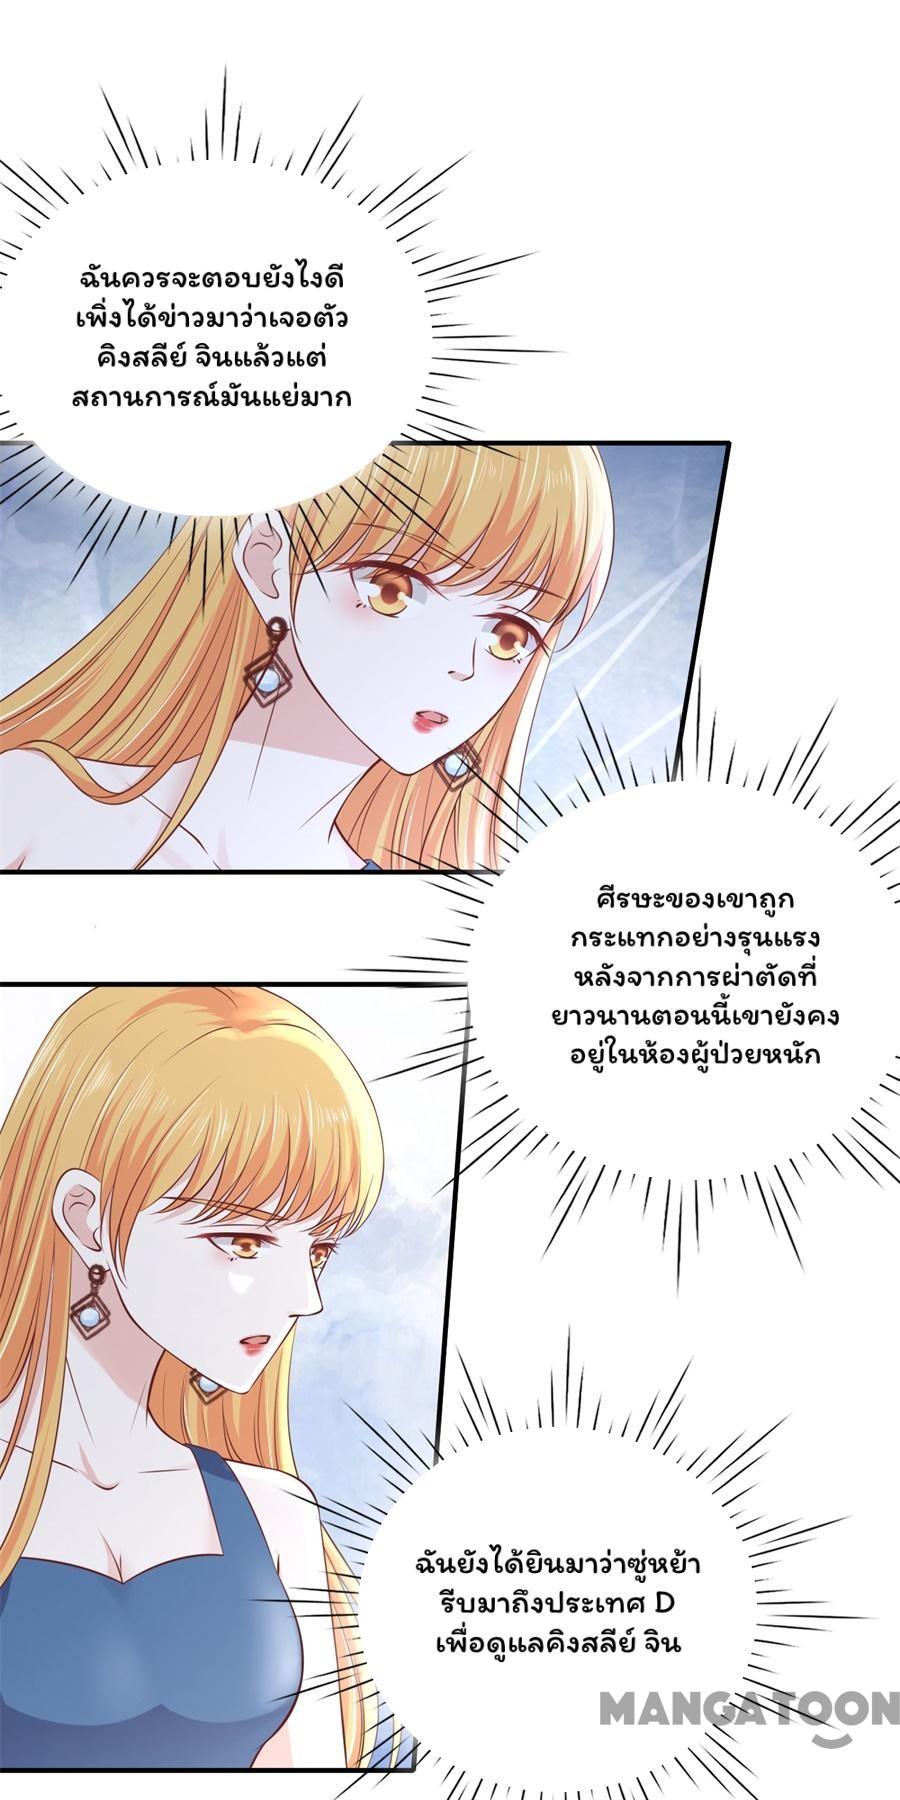 ฉันควรจะตอบยังไงดี
เพิ่งได้ข่าวมาว่าเจอตัว
คิงสลีย์ จินแล้วแต่
สถานการณ์มันแย่มาก
ศีรษะของเขาถูก
กระแทกอย่างรุนแรง
หลังจากการผ่าตัดที่
ยาวนานตอนนี้เขายังคง
อยู่ในห้องผู้ป่วยหนัก
ฉันยังได้ยินมาว่าซู่หย้า
รีบมาถึงประเทศ D
เพื่อดูแลคิงสลีย์ จิน
MANGATOON